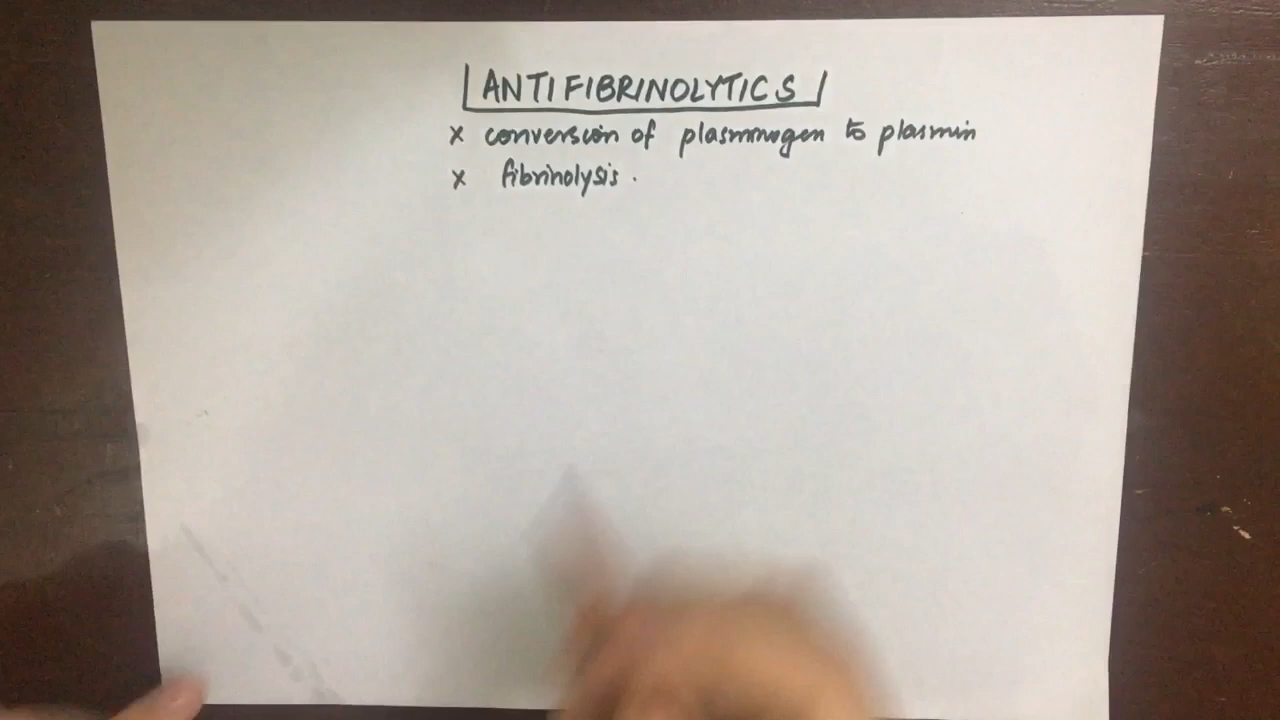 ANTIFIBRINOLYTICS
x conversion of plasminogen to plasmin
x fibrinolysis.